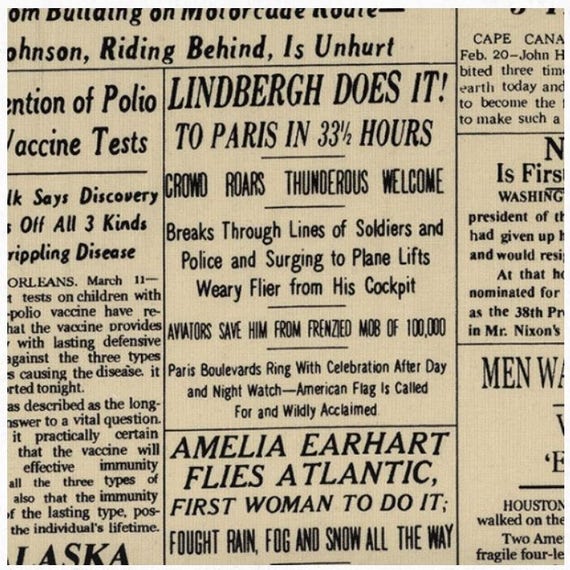 om Building on Motorcade Route—
ohnson, Riding Behind, Is Unhurt
ention of Polio
Vaccine Tests
lk Says Discovery
s Off All 3 Kinds
rippling Disease
ORLEANS. March 11—
t tests on children with
-polio vaccine have re-
hat the vaccine provides
y with lasting defensive
against the three types
s causing the disease. it
rted tonight.
as described as the long-
nswer to a vital question.
it practically certain
that the vaccine will
effective immunity
all the three types of
also that the immunity
f the lasting type, pos-
the individual's lifetime.
LASKA
LINDBERGH DOES IT!
TO PARIS IN 33½ HOURS
CROWD ROARS THUNDEROUS WELCOME
Breaks Through Lines of Soldiers and
Police and Surging to Plane Lifts
Weary Flier from His Cockpit
AVIATORS SAVE HIM FROM FRENZIED MOB OF 100,000
Paris Boulevards Ring With Celebration After Day
and Night Watch—American Flag Is Called
For and Wildly Acclaimed
AMELIA EARHART
FLIES ATLANTIC,
FIRST WOMAN TO DO IT;
FOUGHT RAIN, FOG AND SNOW ALL THE WAY
CAPE CANA
Feb. 20—John H
bited three tim
earth today and
to become the f
to make such a
N
Is Firs
WASHING
president of th
had given up h
and would resi
At that ho
nominated for
as the 38th Pr
in Mr. Nixon's
MEN WA
'E
HOUSTON
walked on the
Two Ame
fragile four-le